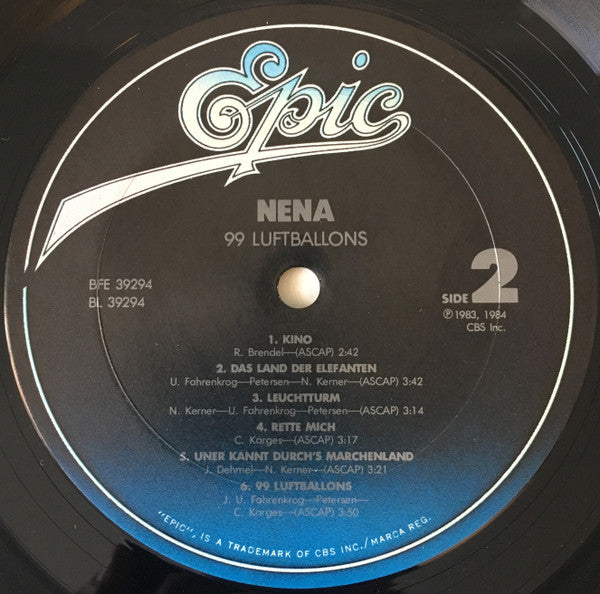 Epic
NENA
99 LUFTBALLONS
BFE 39294
BL 39294
SIDE 2
℗ 1983, 1984
CBS Inc.
1. KINO
R. Brendel—(ASCAP) 2:42
2. DAS LAND DER ELEFANTEN
U. Fahrenkrog—Petersen—N. Kerner—(ASCAP) 3:42
3. LEUCHTTURM
N. Kerner—U. Fahrenkrog—Petersen—(ASCAP) 3:14
4. RETTE MICH
C. Karges—(ASCAP) 3:17
5. UNER KANNT DURCH'S MARCHENLAND
J. Dehmel—N. Kerner—(ASCAP) 3:21
6. 99 LUFTBALLONS
J. U. Fahrenkrog—Petersen—
C. Karges—(ASCAP) 3:50
"EPIC", IS A TRADEMARK OF CBS INC./MARCA REG.